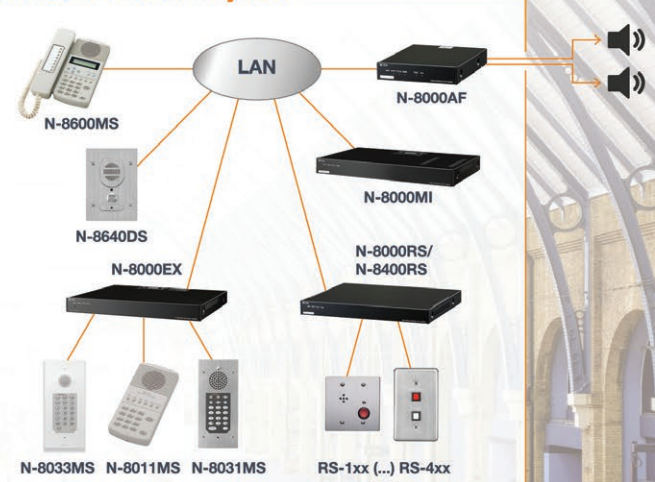 LAN
N-8600MS
N-8000AF
N-8640DS
N-8000MI
N-8000EX
N-8000RS/
N-8400RS
N-8033MS N-8011MS N-8031MS
RS-1xx (...) RS-4xx